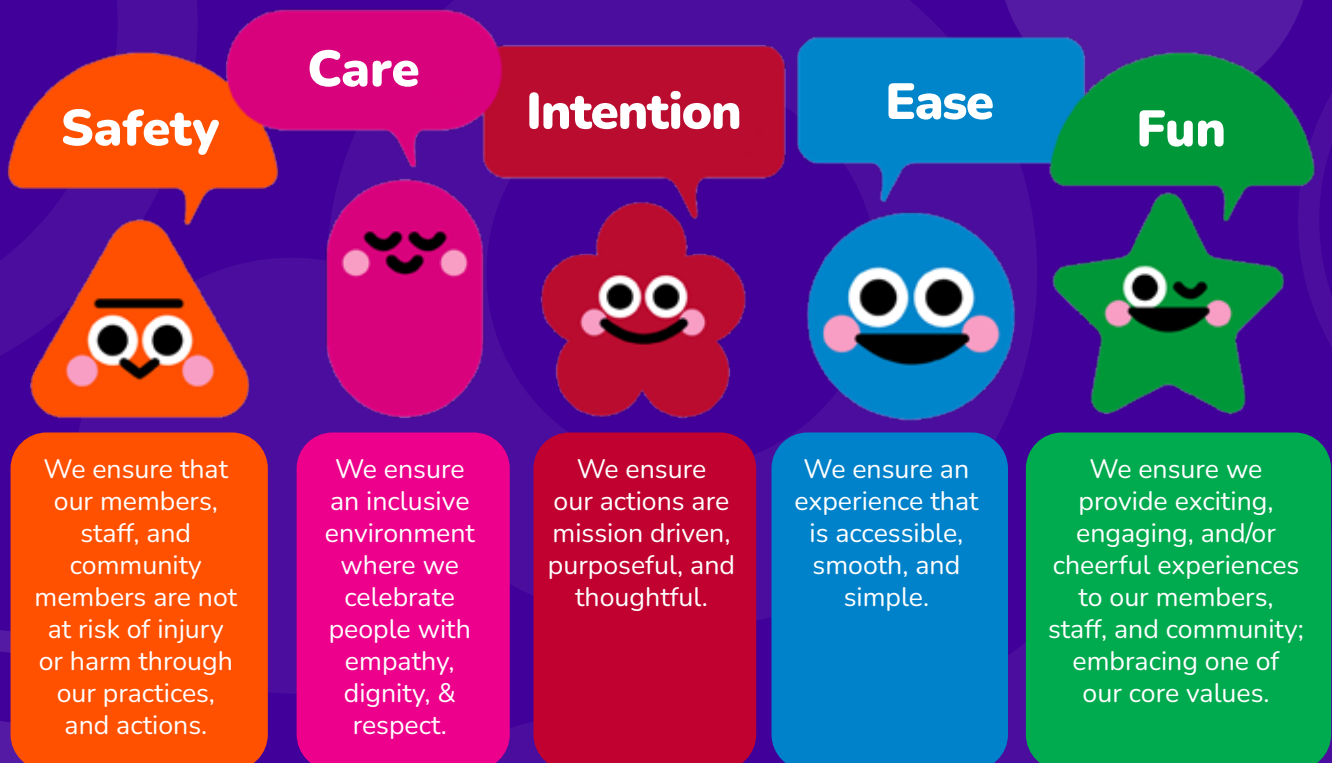 Safety
Care
Intention
Ease
Fun
We ensure that
our members,
staff, and
community
members are not
at risk of injury
or harm through
our practices,
and actions.
We ensure
an inclusive
environment
where we
celebrate
people with
empathy,
dignity, &
respect.
We ensure
our actions are
mission driven,
purposeful, and
thoughtful.
We ensure an
experience that
is accessible,
smooth, and
simple.
We ensure we
provide exciting,
engaging, and/or
cheerful experiences
to our members,
staff, and community;
embracing one of
our core values.